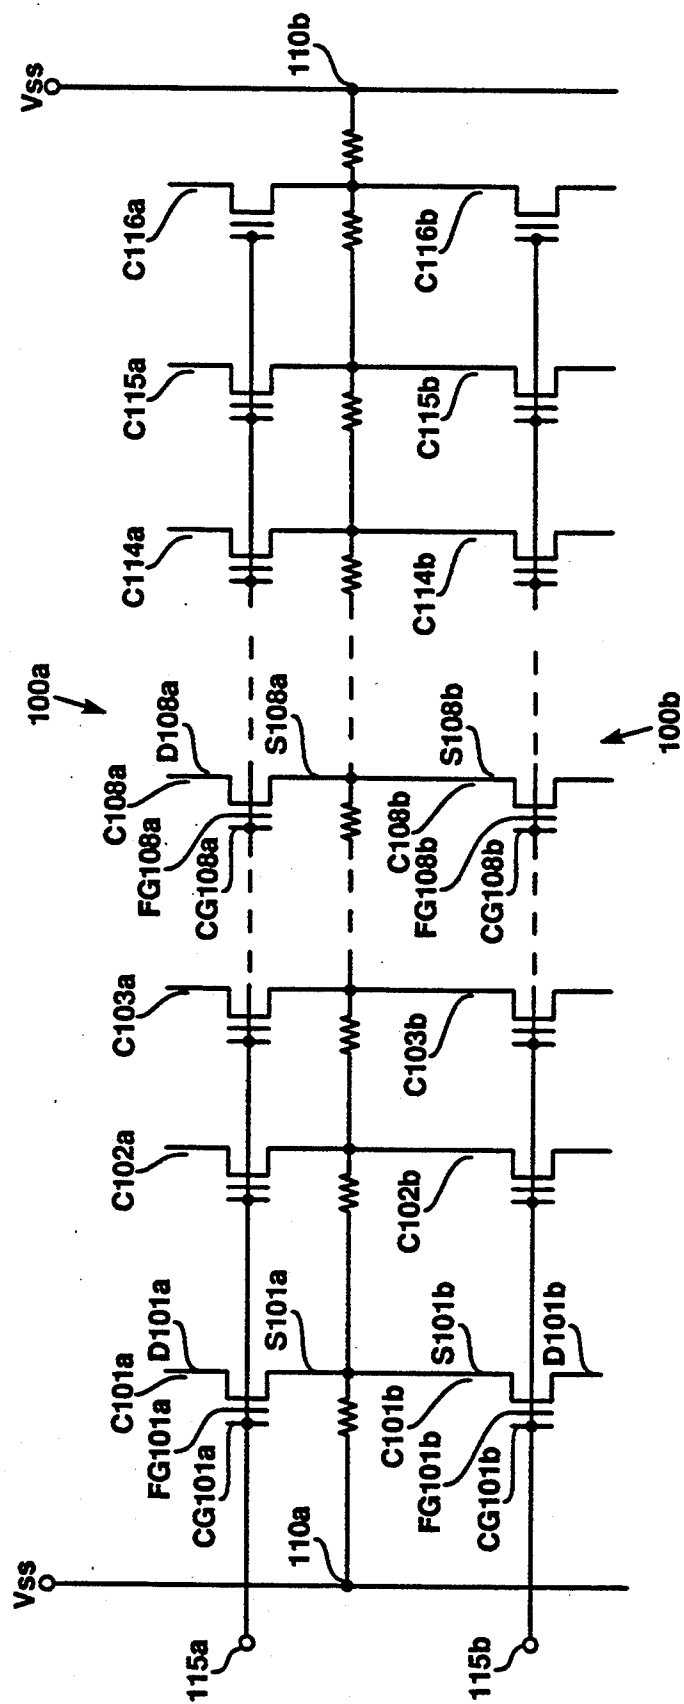 Vss
Vss
115a
110a
CG101a
FG101a
C101a
D101a
S101a
C102a
C103a
CG108a
FG108a
C108a
D108a
S108a
100a
C114a
C115a
C116a
110b
115b
CG101b
FG101b
C101b
S101b
D101b
C102b
C103b
CG108b
FG108b
C108b
S108b
100b
C114b
C115b
C116b